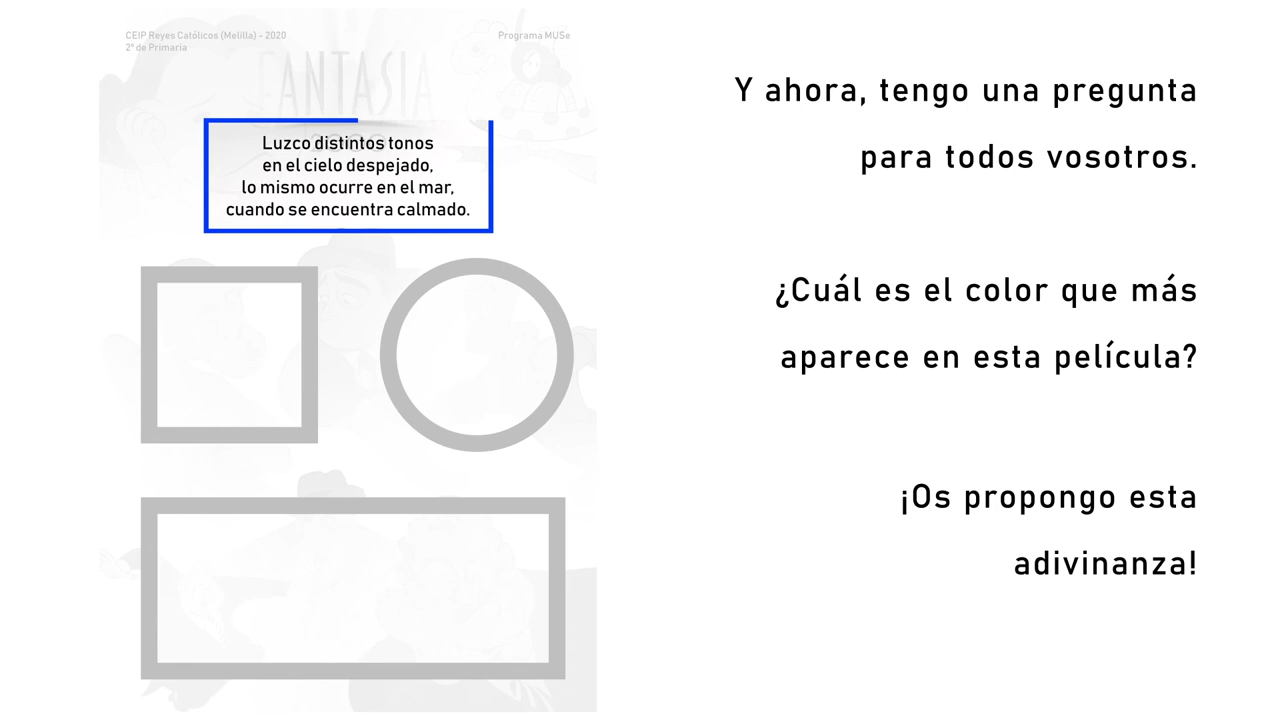 CEIP Reyes Católicos (Melilla) – 2020
2º de Primaria
Programa MUSe
FANTASIA
2000
Luzco distintos tonos
en el cielo despejado,
lo mismo ocurre en el mar,
cuando se encuentra calmado.
Y ahora, tengo una pregunta
para todos vosotros.
¿Cuál es el color que más
aparece en esta película?
¡Os propongo esta
adivinanza!